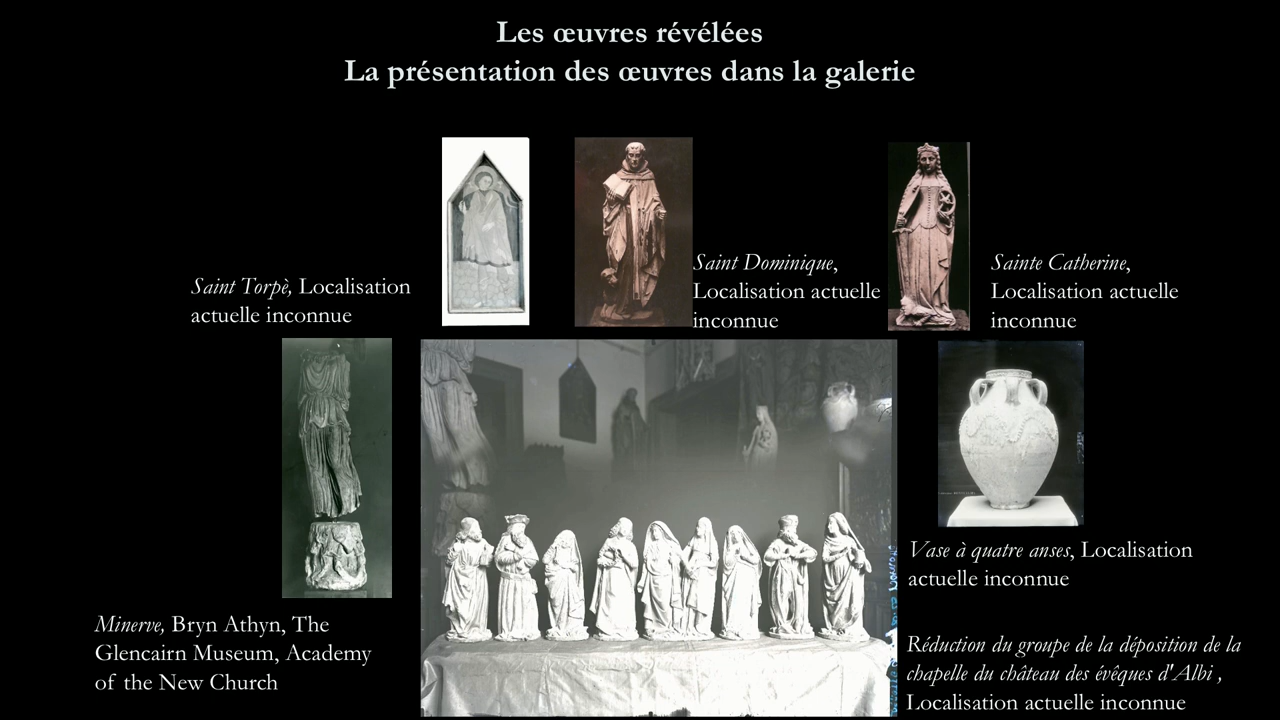 Les œuvres révélées
La présentation des œuvres dans la galerie
Saint Torpè, Localisation
actuelle inconnue
Saint Dominique,
Localisation actuelle
inconnue
Sainte Catherine,
Localisation actuelle
inconnue
Minerve, Bryn Athyn, The
Glencairn Museum, Academy
of the New Church
Vase à quatre anses, Localisation
actuelle inconnue
Réduction du groupe de la déposition de la
chapelle du château des évêques d'Albi ,
Localisation actuelle inconnue